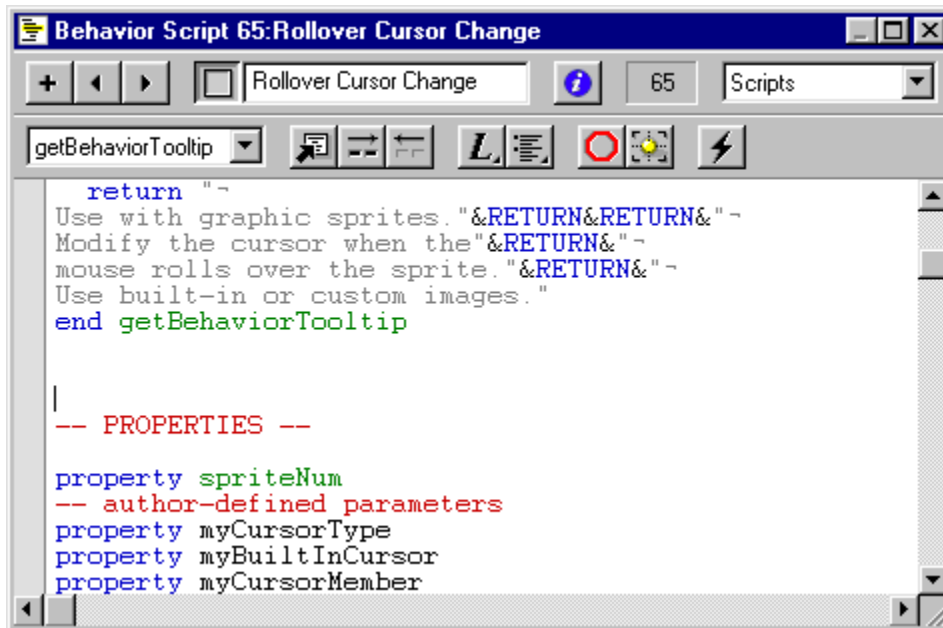 Behavior Script 65:Rollover Cursor Change
Rollover Cursor Change
65
Scripts
getBehaviorTooltip
L
return "¬
Use with graphic sprites."&RETURN&RETURN&"¬
Modify the cursor when the"&RETURN&"¬
mouse rolls over the sprite."&RETURN&"¬
Use built-in or custom images."
end getBehaviorTooltip
-- PROPERTIES --
property spriteNum
-- author-defined parameters
property myCursorType
property myBuiltInCursor
property myCursorMember